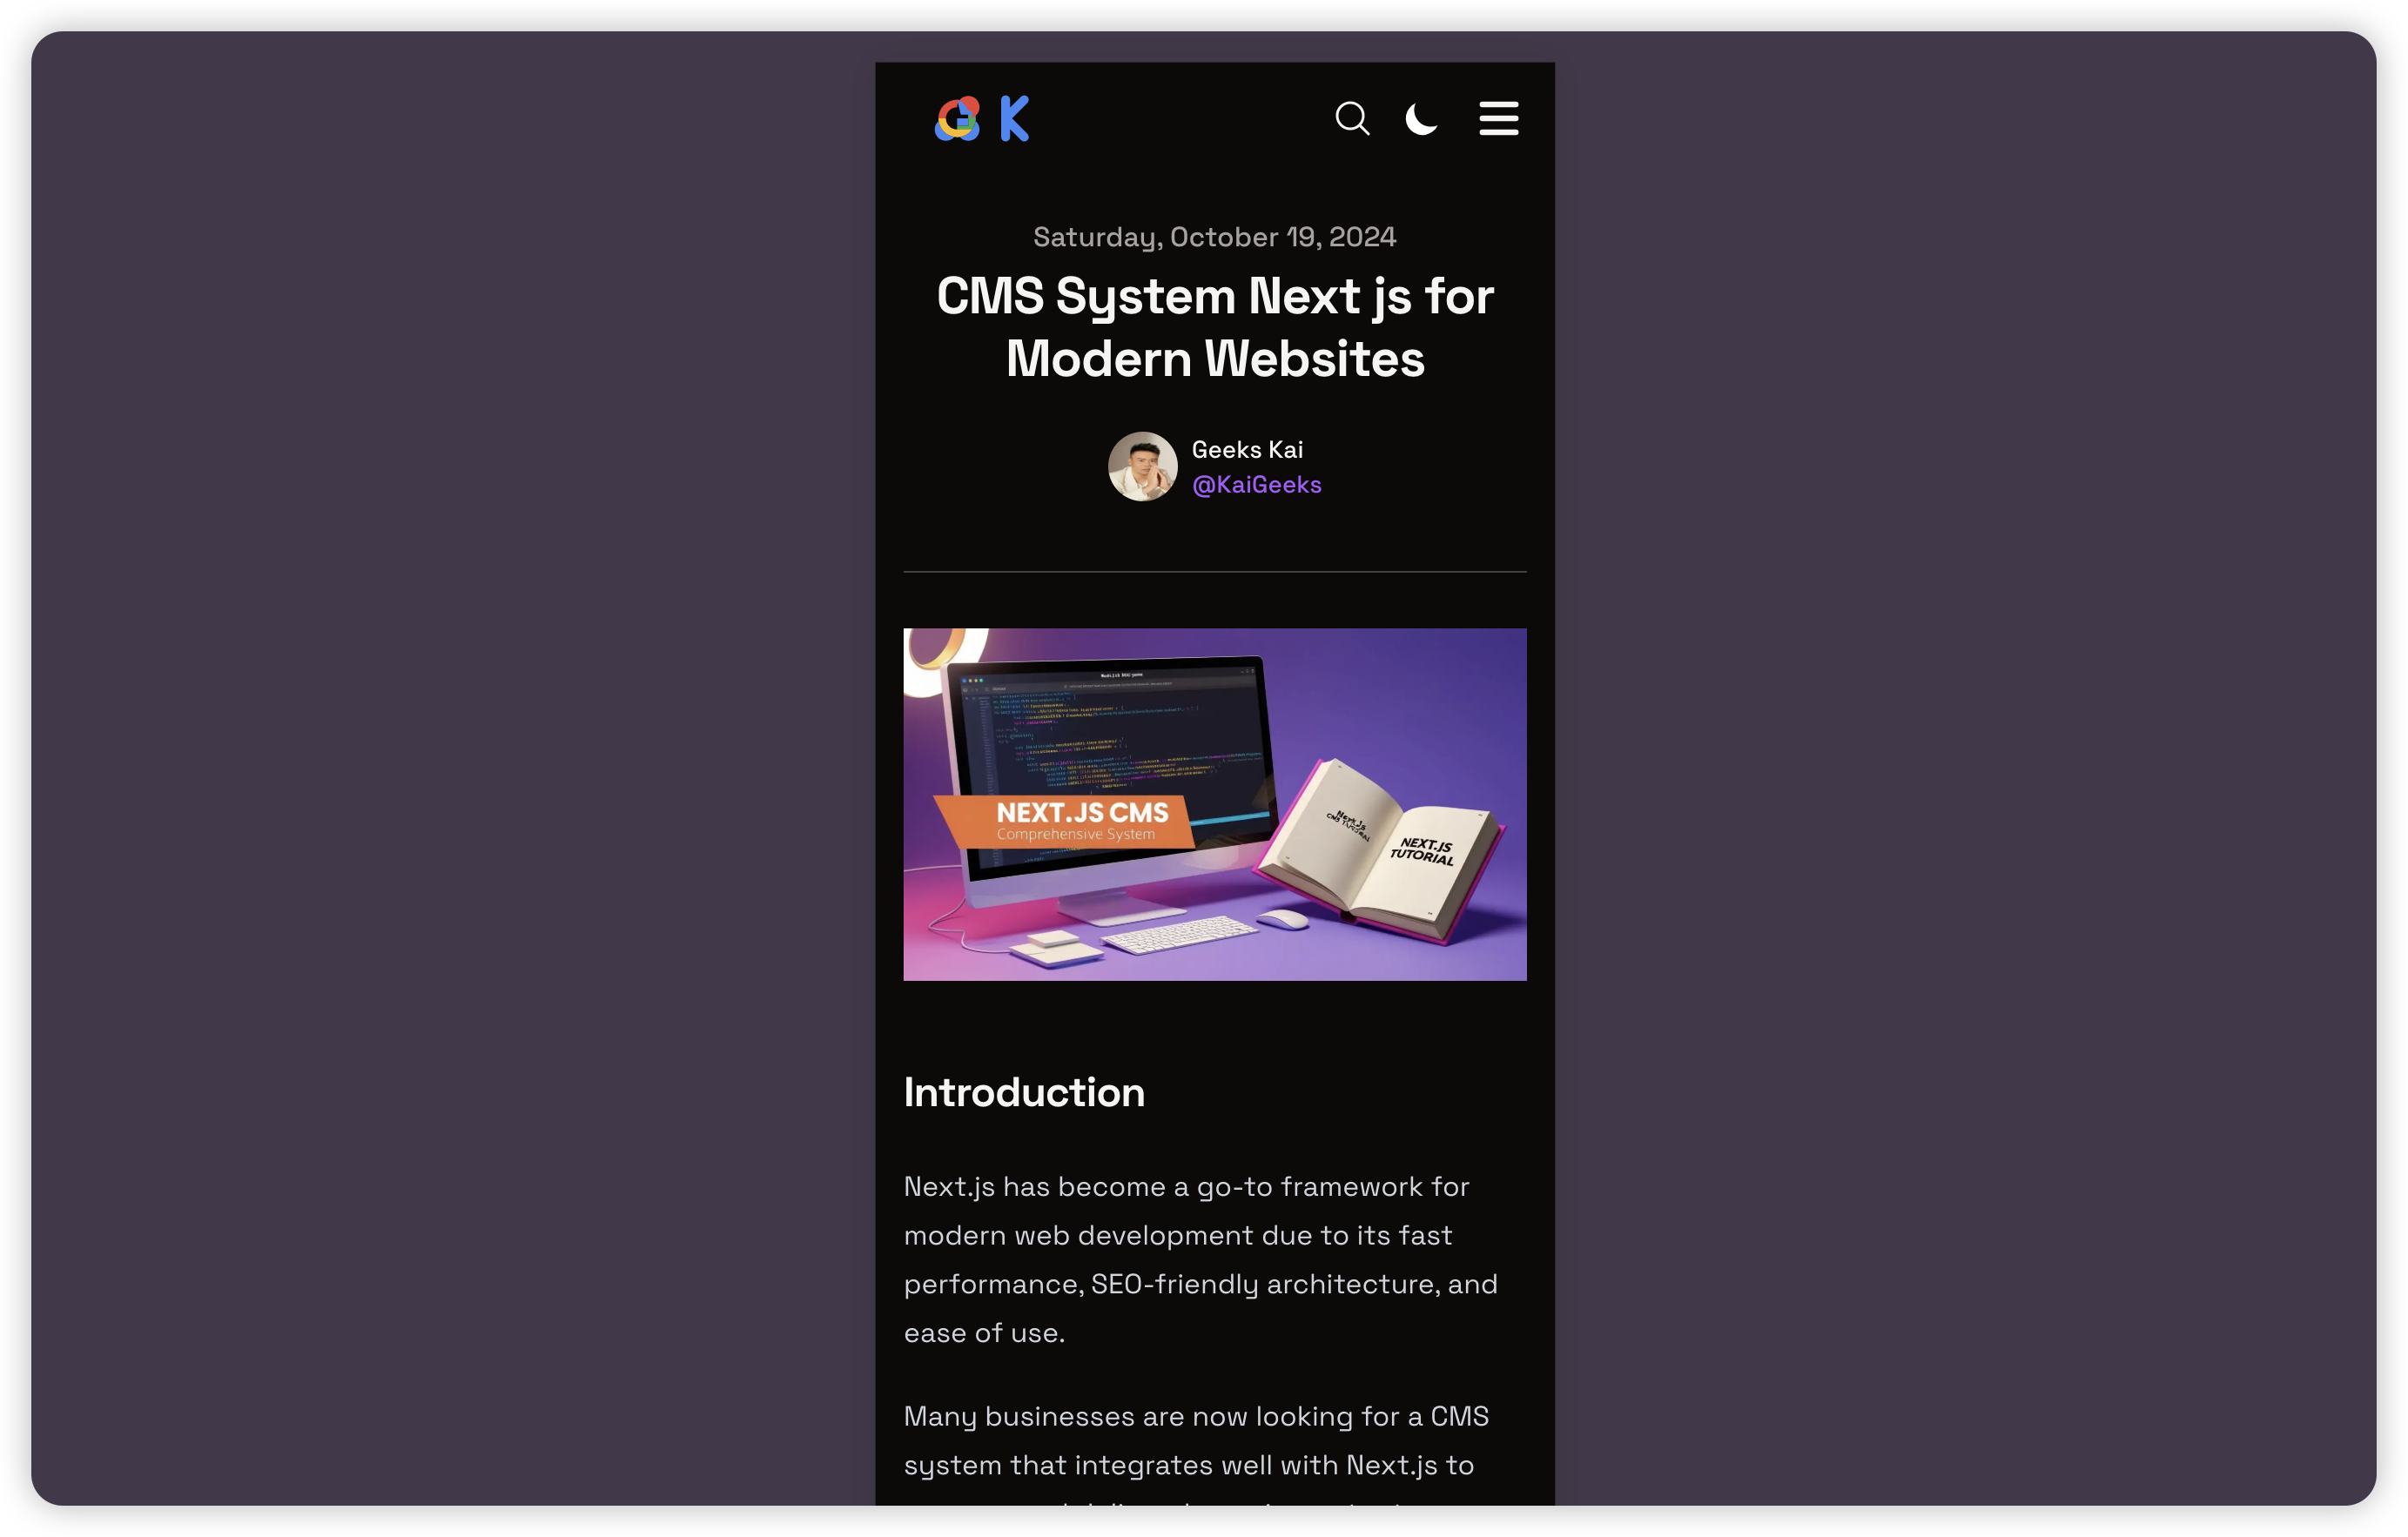 K
Saturday, October 19, 2024
CMS System Next js for
Modern Websites
Geeks Kai
@KaiGeeks
NEXT.JS CMS
Comprehensive System
Next.js
CMS TUTORIAL
NEXT.JS
TUTORIAL
Introduction
Next.js has become a go-to framework for
modern web development due to its fast
performance, SEO-friendly architecture, and
ease of use.
Many businesses are now looking for a CMS
system that integrates well with Next.js to